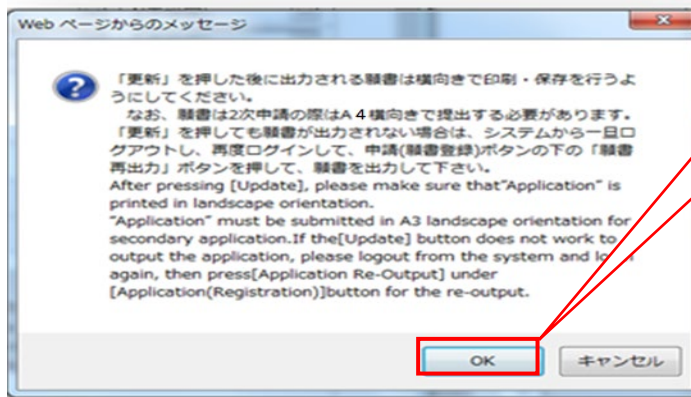 Web ページからのメッセージ
「更新」を押した後に出力される願書は横向きで印刷・保存を行うよ
うにしてください。
なお、願書は2次申請の際はA４横向きで提出する必要があります。
「更新」を押しても願書が出力されない場合は、システムから一旦ロ
グアウトし、再度ログインして、申請(願書登録)ボタンの下の「願書
再出力」ボタンを押して、願書を出力して下さい。
After pressing [Update], please make sure that"Application" is
printed in landscape orientation.
"Application" must be submitted in A3 landscape orientation for
secondary application.If the[Update] button does not work to
output the application, please logout from the system and
again, then press[Application Re-Output] under
[Application(Registration)]button for the re-output.
OK
キャンセル